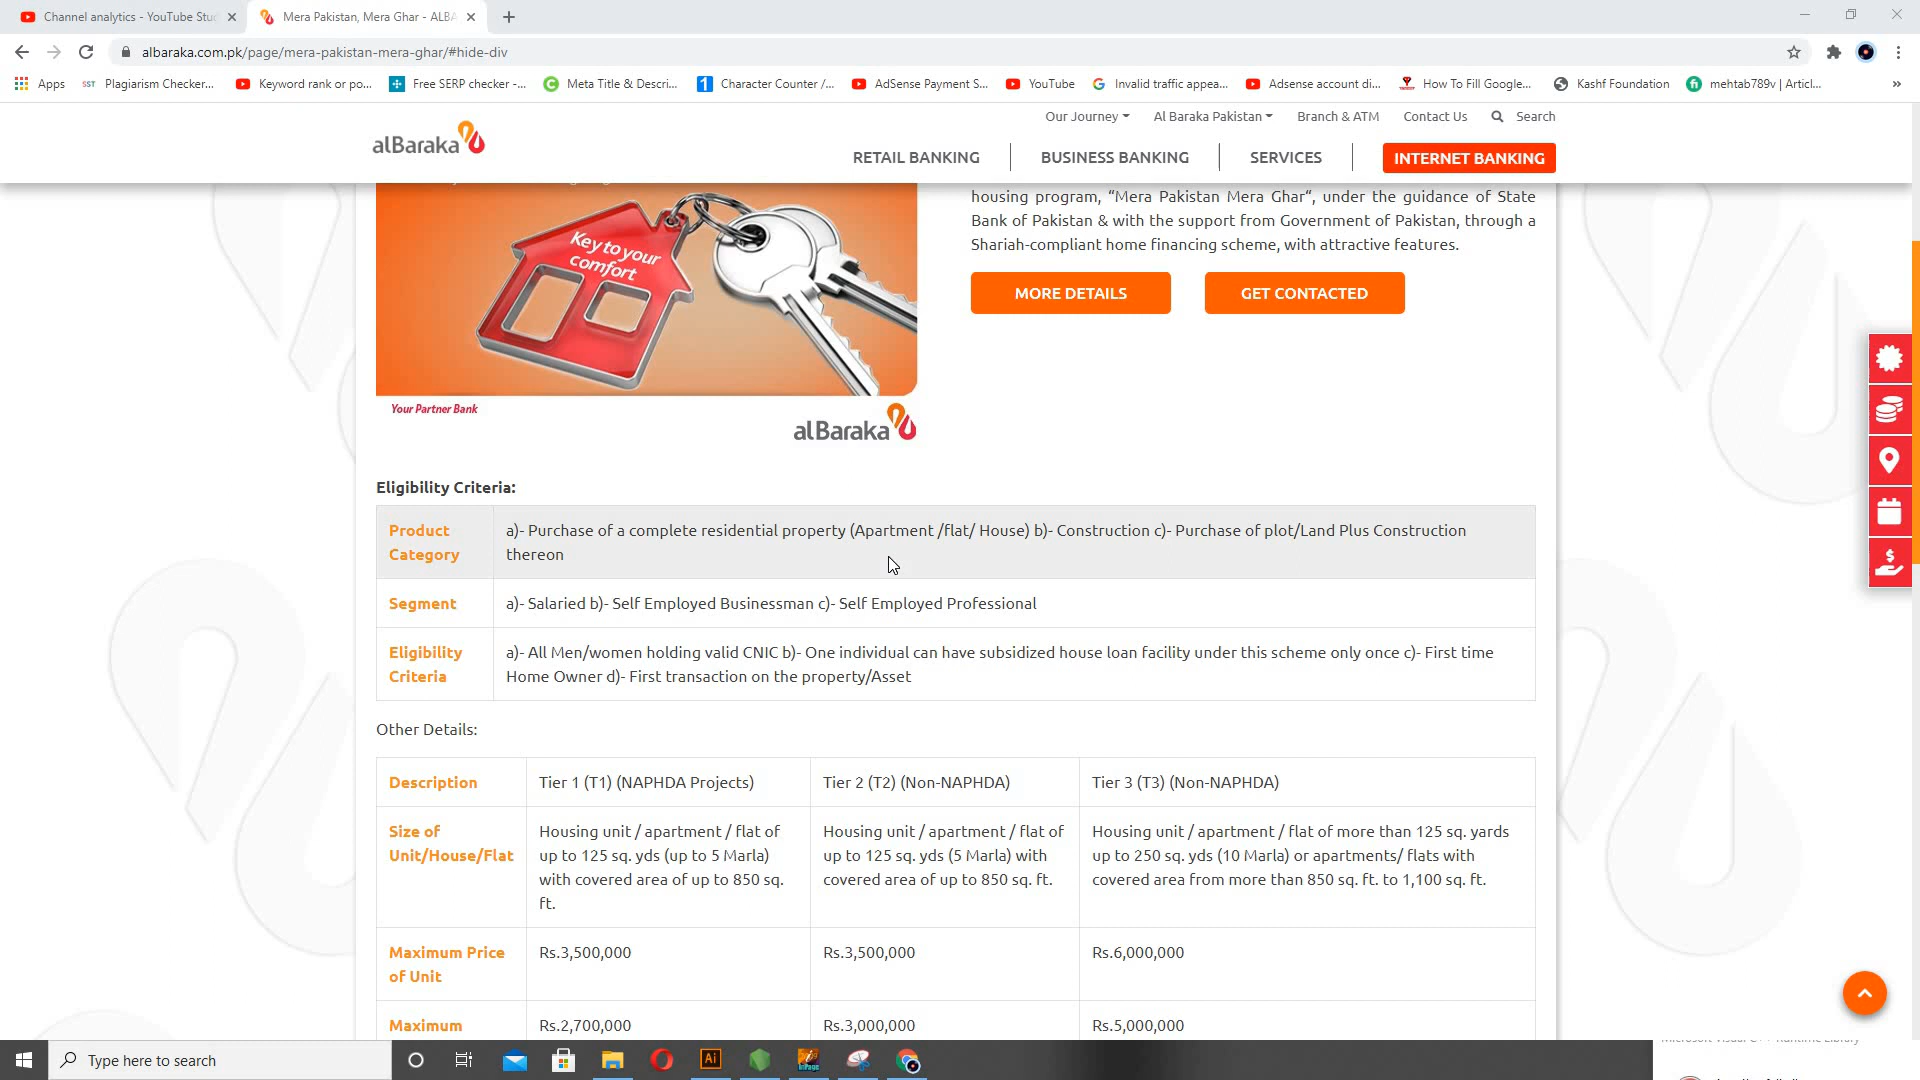 Channel analytics - YouTube Stu
Mera Pakistan, Mera Ghar - ALBA
albaraka.com.pk/page/mera-pakistan-mera-ghar/#hide-div
Apps
SST Plagiarism Checker...
Keyword rank or po...
Free SERP checker -...
Meta Title & Descri...
1 Character Counter /...
AdSense Payment S...
YouTube
Invalid traffic appea...
Adsense account di...
How To Fill Google...
Kashf Foundation
mehtab789v | Articl...
»
Our Journey
Al Baraka Pakistan
Branch & ATM
Contact Us
Search
alBaraka
RETAIL BANKING
BUSINESS BANKING
SERVICES
INTERNET BANKING
housing program, “Mera Pakistan Mera Ghar“, under the guidance of State
Bank of Pakistan & with the support from Government of Pakistan, through a
Shariah-compliant home financing scheme, with attractive features.
Key to your
comfort
MORE DETAILS
GET CONTACTED
Your Partner Bank
alBaraka
Eligibility Criteria:
Product
Category
a)- Purchase of a complete residential property (Apartment /flat/ House) b)- Construction c)- Purchase of plot/Land Plus Construction
thereon
Segment
a)- Salaried b)- Self Employed Businessman c)- Self Employed Professional
Eligibility
Criteria
a)- All Men/women holding valid CNIC b)- One individual can have subsidized house loan facility under this scheme only once c)- First time
Home Owner d)- First transaction on the property/Asset
Other Details:
Description
Tier 1 (T1) (NAPHDA Projects)
Tier 2 (T2) (Non-NAPHDA)
Tier 3 (T3) (Non-NAPHDA)
Size of
Unit/House/Flat
Housing unit / apartment / flat of
up to 125 sq. yds (up to 5 Marla)
with covered area of up to 850 sq.
ft.
Housing unit / apartment / flat of
up to 125 sq. yds (5 Marla) with
covered area of up to 850 sq. ft.
Housing unit / apartment / flat of more than 125 sq. yards
up to 250 sq. yds (10 Marla) or apartments/ flats with
covered area from more than 850 sq. ft. to 1,100 sq. ft.
Maximum Price
of Unit
Rs.3,500,000
Rs.3,500,000
Rs.6,000,000
Maximum
Rs.2,700,000
Rs.3,000,000
Rs.5,000,000
Type here to search
Ai